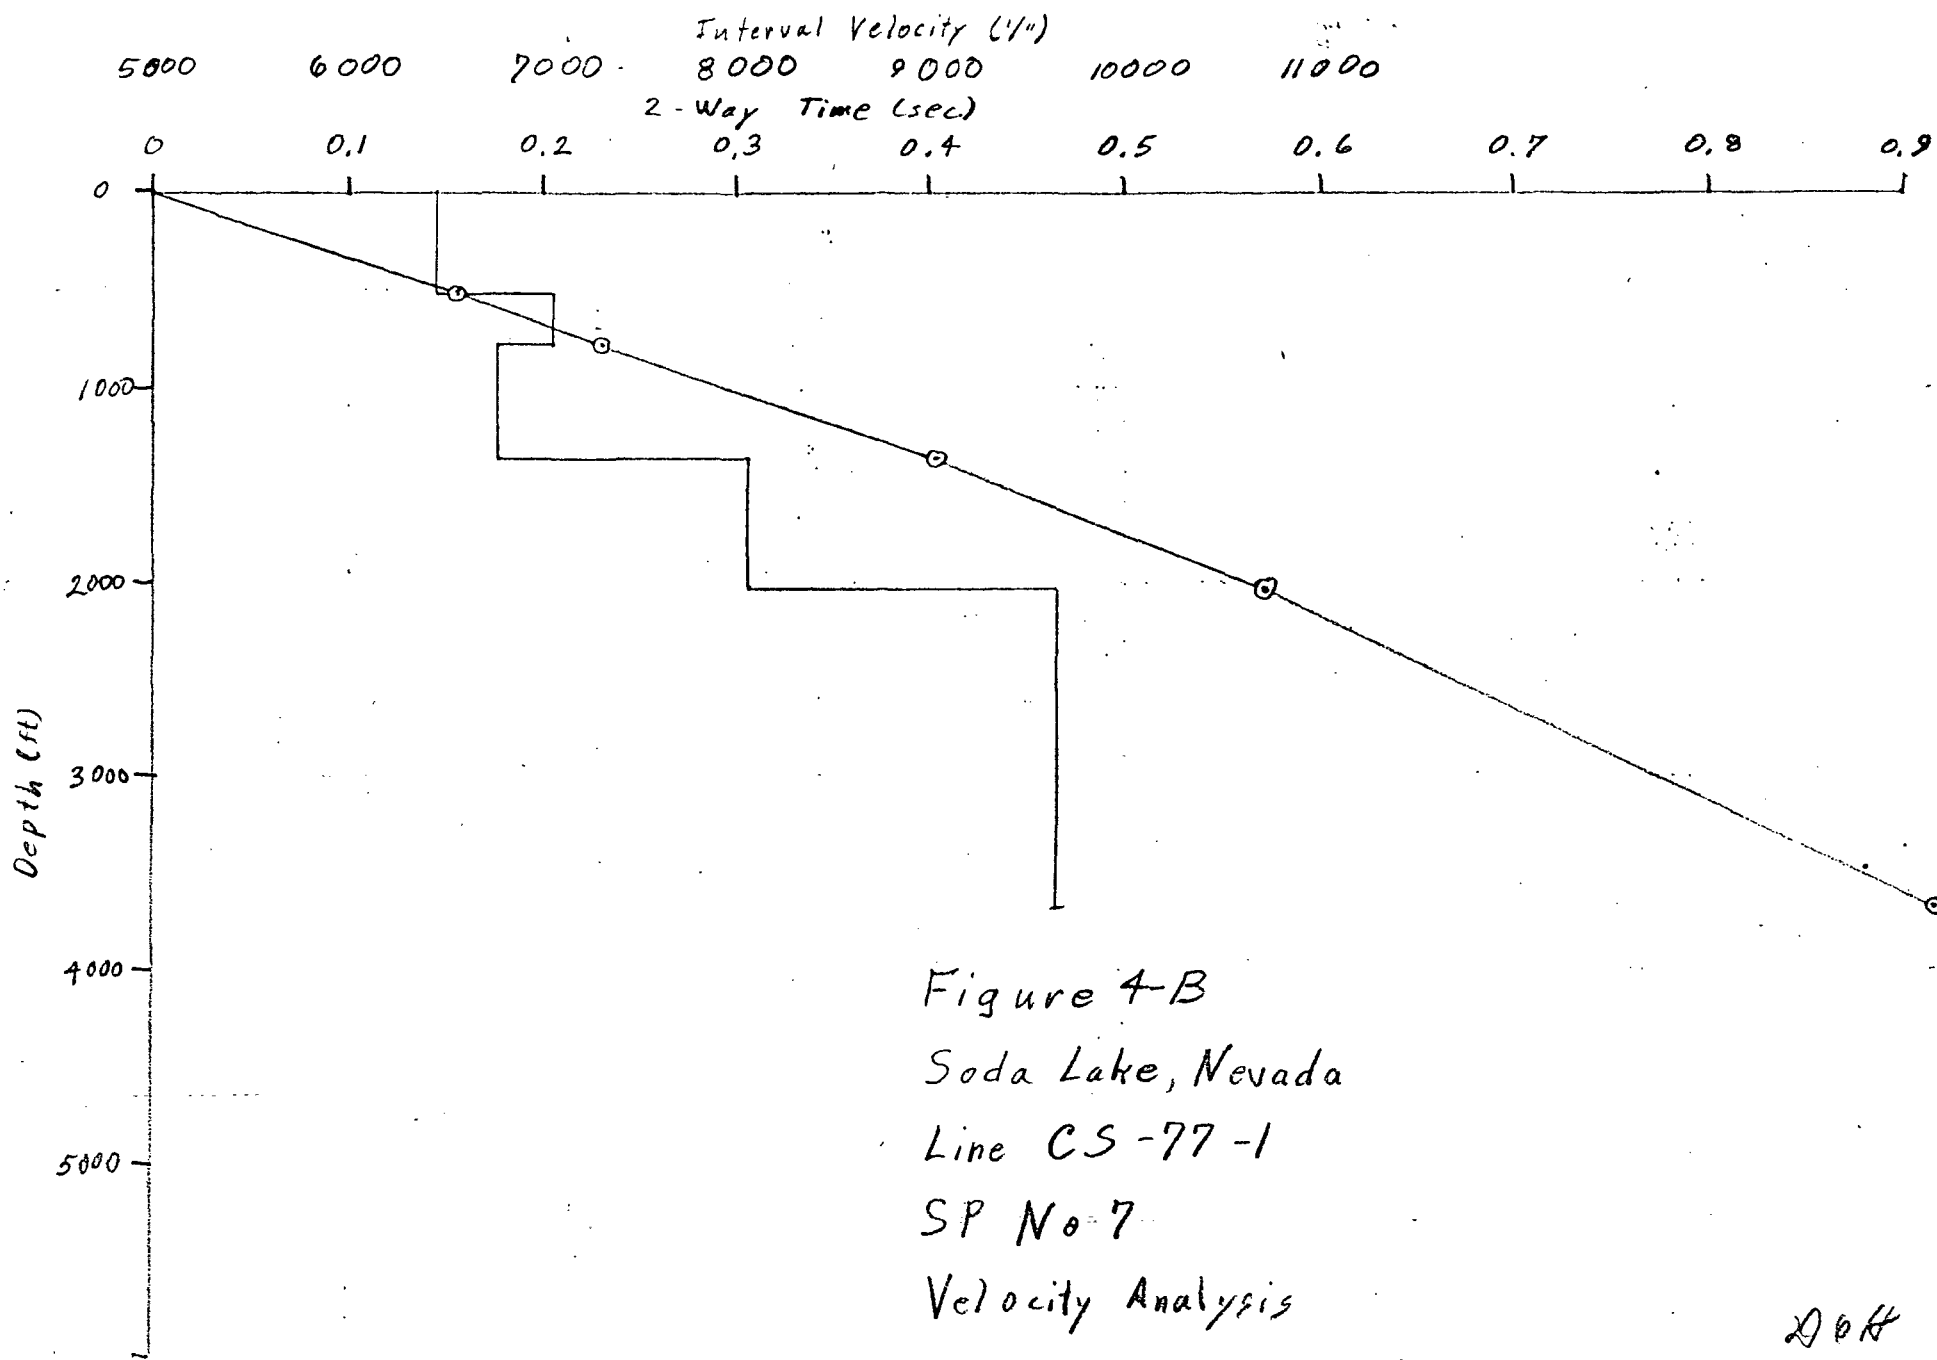 Interval Velocity ('/")
5000 6000 7000 8000 9000 10000 11000
2-Way Time (sec)
0 0.1 0.2 0.3 0.4 0.5 0.6 0.7 0.8 0.9
0
1000
2000
3000
4000
5000
Depth (ft)
Figure 4-B
Soda Lake, Nevada
Line CS-77-1
SP No 7
Velocity Analysis